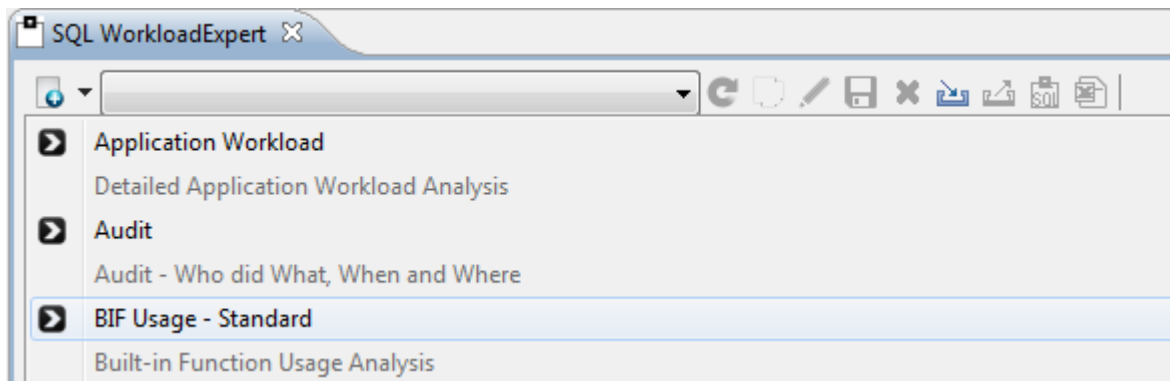 SQL WorkloadExpert
SQL
Application Workload
Detailed Application Workload Analysis
Audit
Audit - Who did What, When and Where
BIF Usage - Standard
Built-in Function Usage Analysis